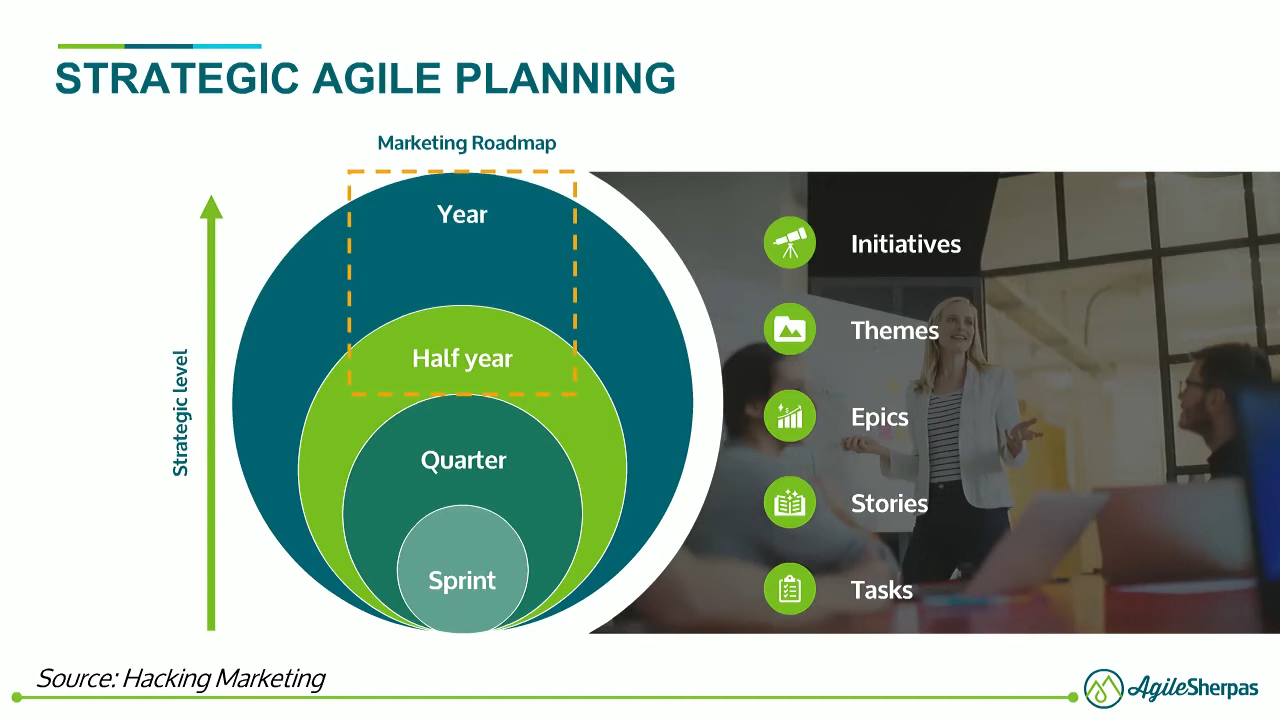 STRATEGIC AGILE PLANNING
Marketing Roadmap
Strategic level
Year
Half year
Quarter
Sprint
Initiatives
Themes
Epics
Stories
Tasks
Source: Hacking Marketing
AgileSherpas